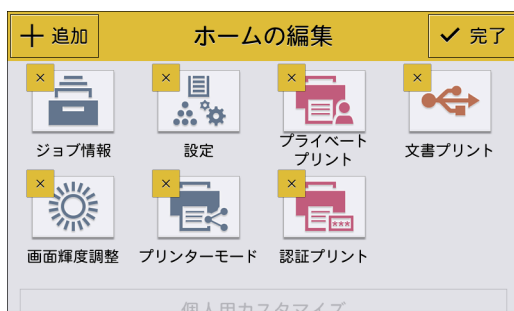 追加
ホームの編集
完了
ジョブ情報
設定
プライベート
プリント
文書プリント
画面輝度調整
プリンターモード
認証プリント
個人用カスタマイズ